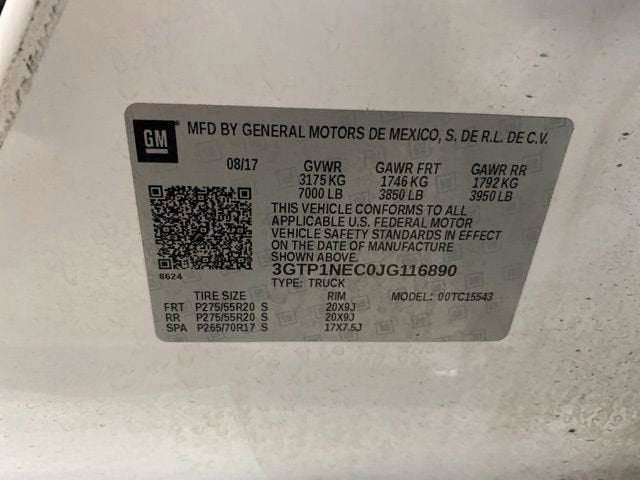 GM MFD BY GENERAL MOTORS DE MEXICO, S. DE R.L. DE C.V.
08/17 GVWR GAWR FRT GAWR RR
3175 KG 1746 KG 1792 KG
7000 LB 3850 LB 3950 LB
THIS VEHICLE CONFORMS TO ALL
APPLICABLE U.S. FEDERAL MOTOR
VEHICLE SAFETY STANDARDS IN EFFECT
ON THE DATE OF MANUFACTURE
SHOWN ABOVE.
3GTP1NEC0JG116890
8624 TYPE: TRUCK
TIRE SIZE RIM MODEL: 00TC15543
FRT P275/55R20 S 20X9J
RR P275/55R20 S 20X9J
SPA P265/70R17 S 17X7.5J